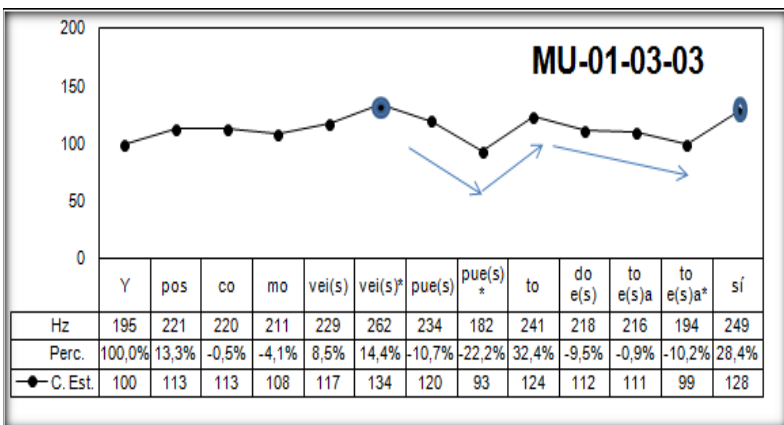 200
MU-01-03-03
150
100
50
0
Y pos co mo vei(s) vei(s)* pue(s) pue(s) * to do e(s) to e(s)a to e(s)a* sí
Hz 195 221 220 211 229 262 234 182 241 218 216 194 249
Perc. 100,0% 13,3% -0,5% -4,1% 8,5% 14,4% -10,7% -22,2% 32,4% -9,5% -0,9% -10,2% 28,4%
C. Est. 100 113 113 108 117 134 120 93 124 112 111 99 128